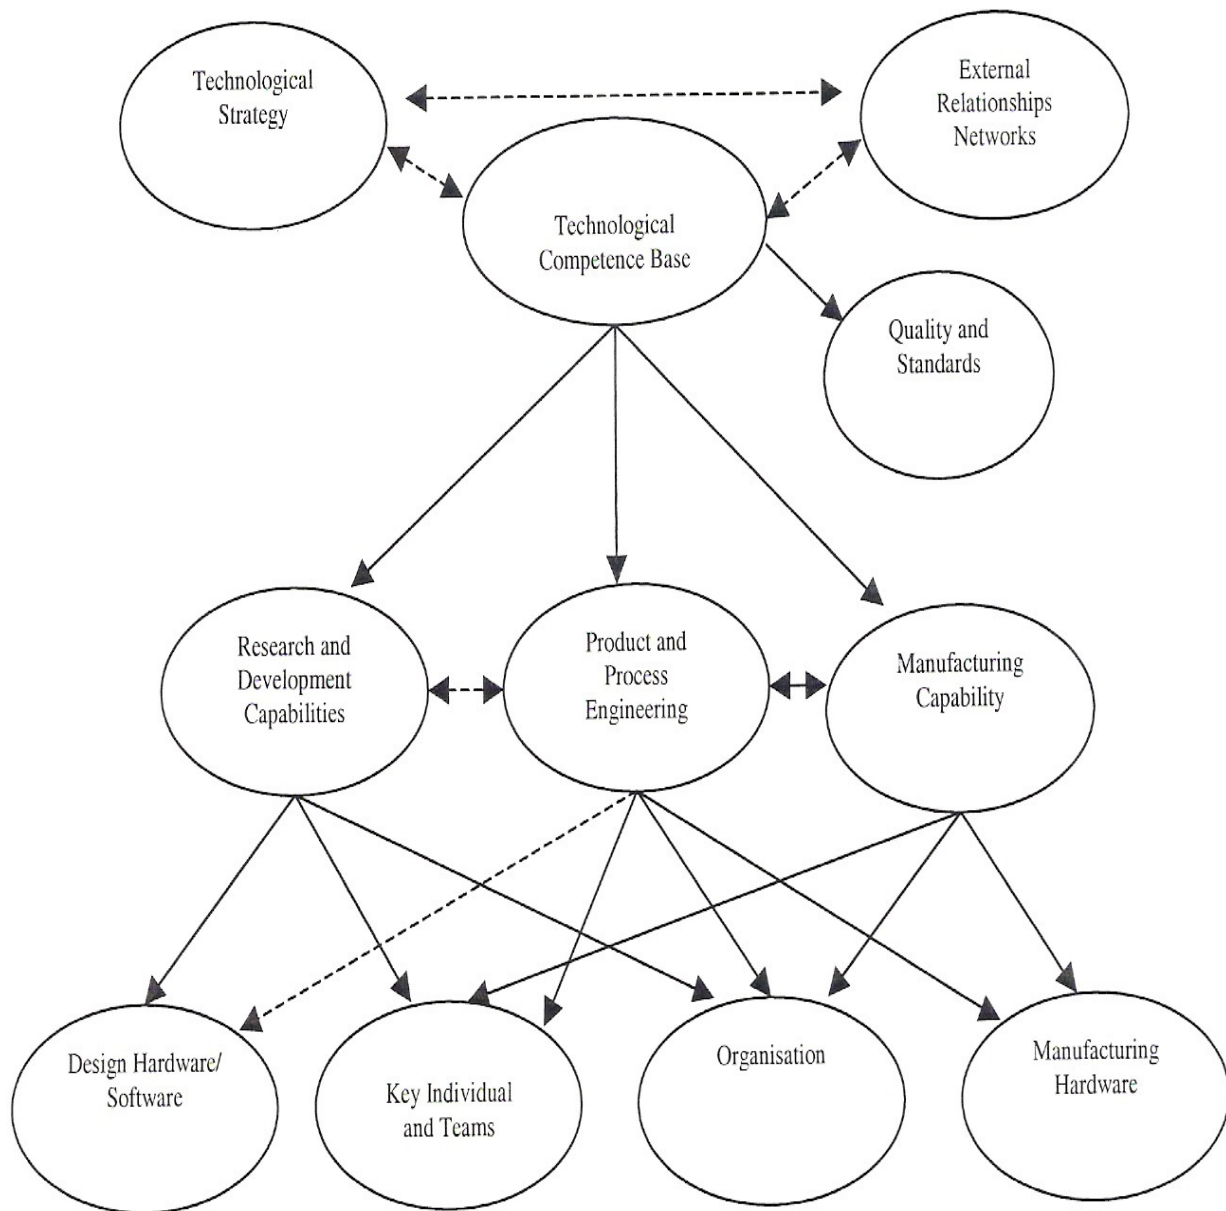 Technological
Strategy
External
Relationships
Networks
Technological
Competence Base
Quality and
Standards
Research and
Development
Capabilities
Product and
Process
Engineering
Manufacturing
Capability
Design Hardware/
Software
Key Individual
and Teams
Organisation
Manufacturing
Hardware